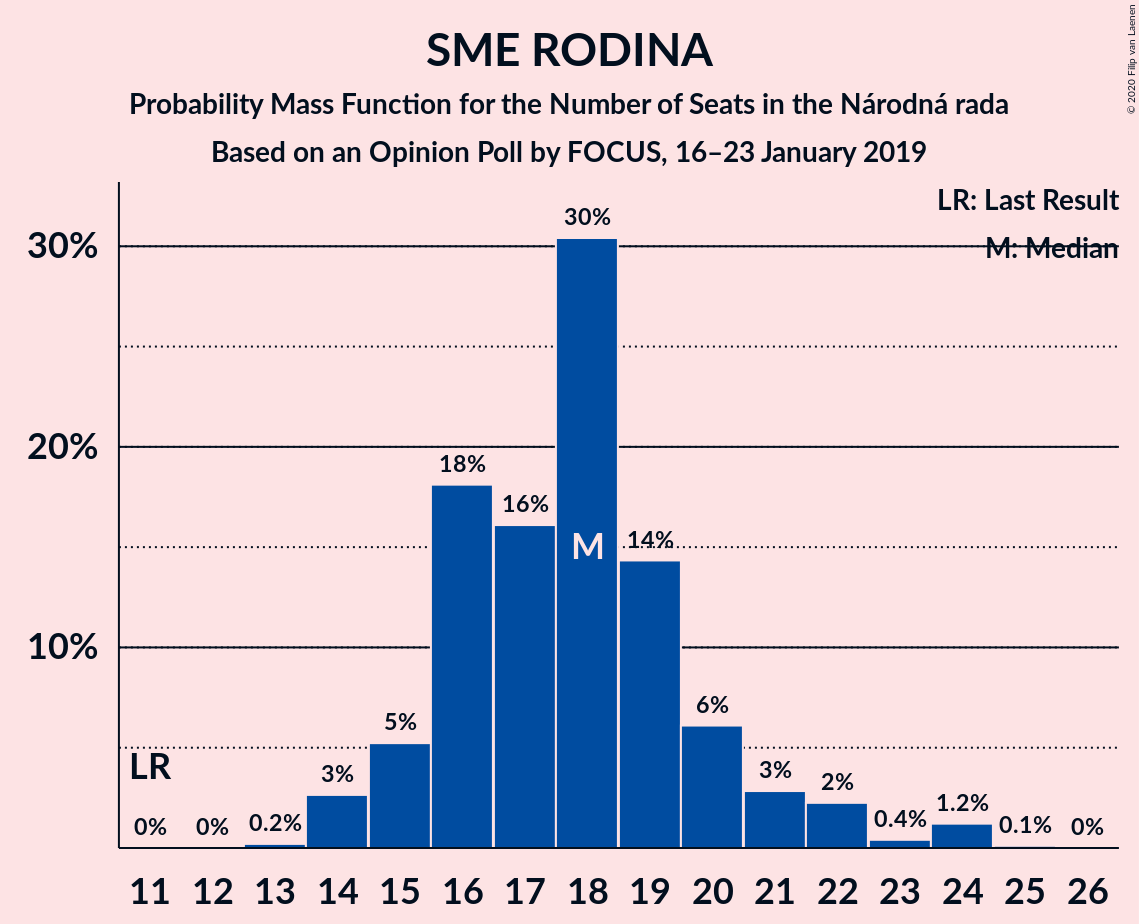 SME RODINA
Probability Mass Function for the Number of Seats in the Národná rada
Based on an Opinion Poll by FOCUS, 16–23 January 2019
© 2020 Filip van Laenen
LR: Last Result
M: Median
30%
20%
10%
30%
18%
16%
M
14%
6%
5%
LR
3%
3%
2%
1.2%
0%
0%
0.2%
0.4%
0.1%
0%
11 12 13 14 15 16 17 18 19 20 21 22 23 24 25 26